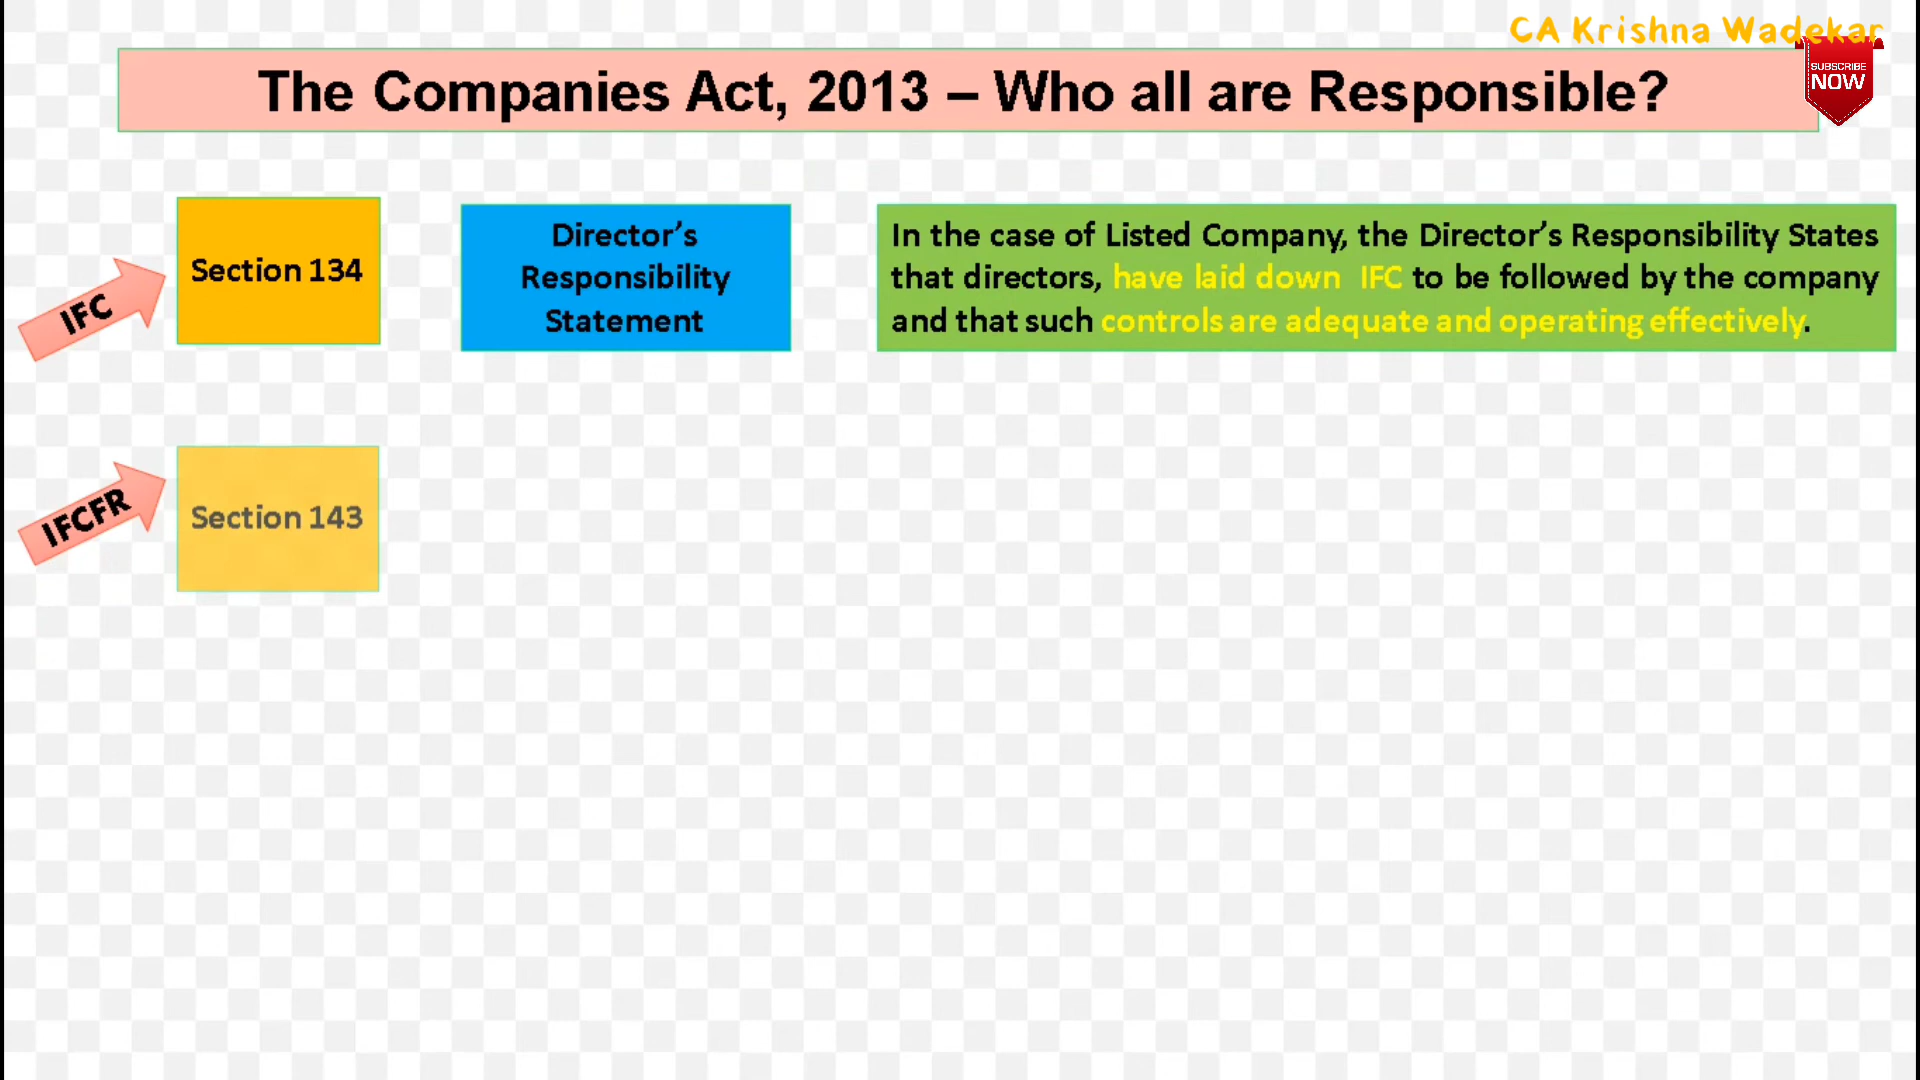 CA Krishna Wadekar
SUBSCRIBE
NOW
The Companies Act, 2013 – Who all are Responsible?
IFC
Section 134
Director’s
Responsibility
Statement
In the case of Listed Company, the Director’s Responsibility States
that directors, have laid down IFC to be followed by the company
and that such controls are adequate and operating effectively.
IFCFR
Section 143